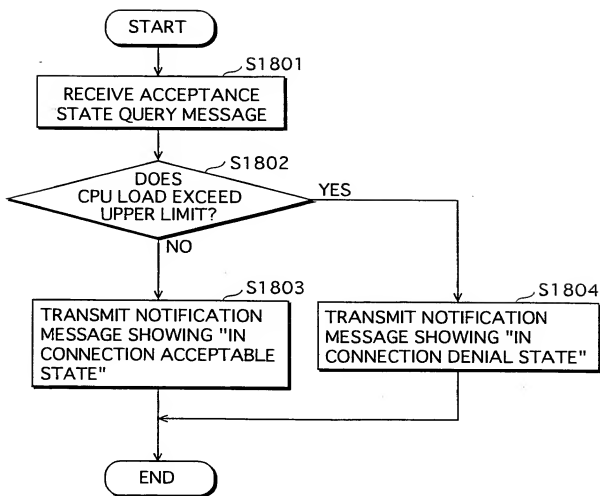 START
S1801
RECEIVE ACCEPTANCE
STATE QUERY MESSAGE
S1802
DOES
CPU LOAD EXCEED
UPPER LIMIT?
YES
NO
S1803
TRANSMIT NOTIFICATION
MESSAGE SHOWING "IN
CONNECTION ACCEPTABLE
STATE"
S1804
TRANSMIT NOTIFICATION
MESSAGE SHOWING "IN
CONNECTION DENIAL STATE"
END